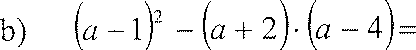 b) (a − 1)² − (a + 2) · (a − 4) =